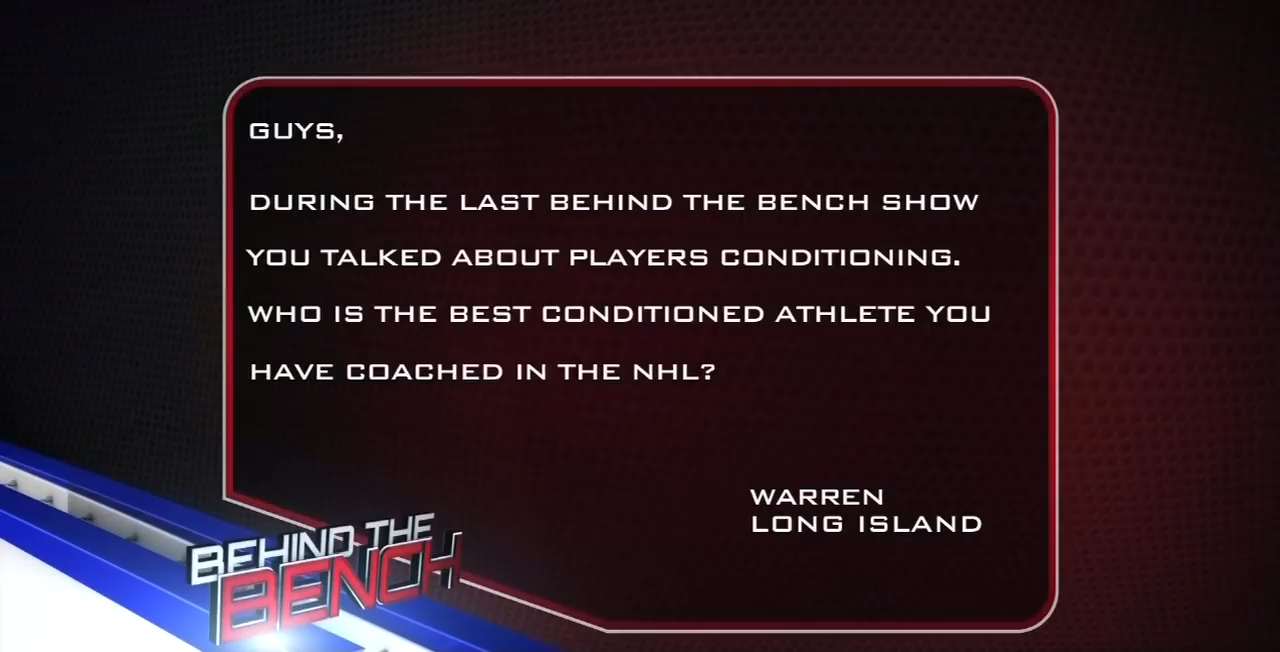 GUYS,
DURING THE LAST BEHIND THE BENCH SHOW
YOU TALKED ABOUT PLAYERS CONDITIONING.
WHO IS THE BEST CONDITIONED ATHLETE YOU
HAVE COACHED IN THE NHL?
WARREN
LONG ISLAND
BEHIND THE
BENCH